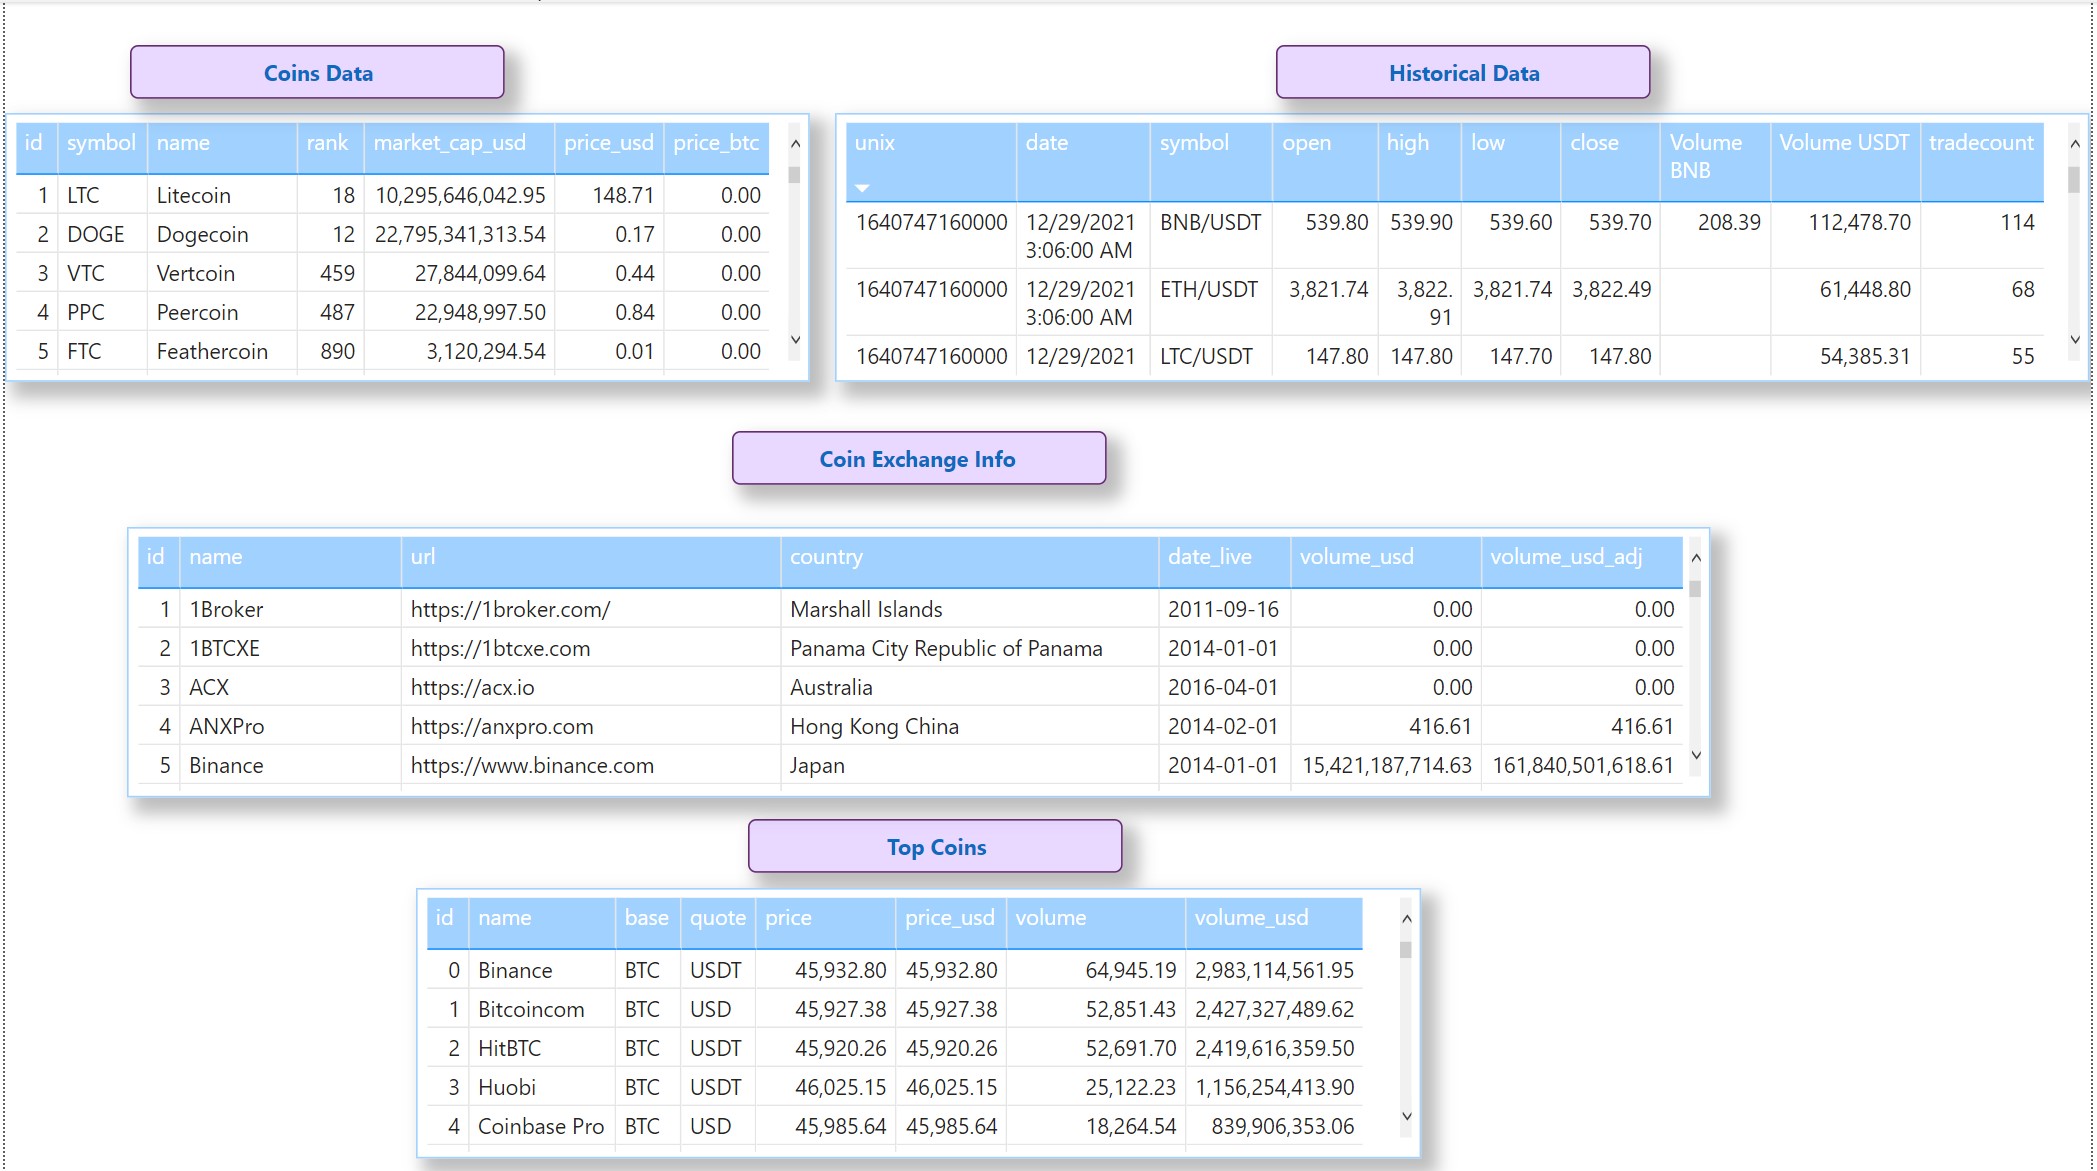 Coins Data
id symbol name rank market_cap_usd price_usd price_btc
1 LTC Litecoin 18 10,295,646,042.95 148.71 0.00
2 DOGE Dogecoin 12 22,795,341,313.54 0.17 0.00
3 VTC Vertcoin 459 27,844,099.64 0.44 0.00
4 PPC Peercoin 487 22,948,997.50 0.84 0.00
5 FTC Feathercoin 890 3,120,294.54 0.01 0.00
Historical Data
unix date symbol open high low close Volume Volume USDT tradecount
BNB
1640747160000 12/29/2021 BNB/USDT 539.80 539.90 539.60 539.70 208.39 112,478.70 114
3:06:00 AM
1640747160000 12/29/2021 ETH/USDT 3,821.74 3,822. 3,821.74 3,822.49 61,448.80 68
3:06:00 AM 91
1640747160000 12/29/2021 LTC/USDT 147.80 147.80 147.70 147.80 54,385.31 55
Coin Exchange Info
id name url country date_live volume_usd volume_usd_adj
1 1Broker https://1broker.com/ Marshall Islands 2011-09-16 0.00 0.00
2 1BTCXE https://1btcxe.com Panama City Republic of Panama 2014-01-01 0.00 0.00
3 ACX https://acx.io Australia 2016-04-01 0.00 0.00
4 ANXPro https://anxpro.com Hong Kong China 2014-02-01 416.61 416.61
5 Binance https://www.binance.com Japan 2014-01-01 15,421,187,714.63 161,840,501,618.61
Top Coins
id name base quote price price_usd volume volume_usd
0 Binance BTC USDT 45,932.80 45,932.80 64,945.19 2,983,114,561.95
1 Bitcoincom BTC USD 45,927.38 45,927.38 52,851.43 2,427,327,489.62
2 HitBTC BTC USDT 45,920.26 45,920.26 52,691.70 2,419,616,359.50
3 Huobi BTC USDT 46,025.15 46,025.15 25,122.23 1,156,254,413.90
4 Coinbase Pro BTC USD 45,985.64 45,985.64 18,264.54 839,906,353.06